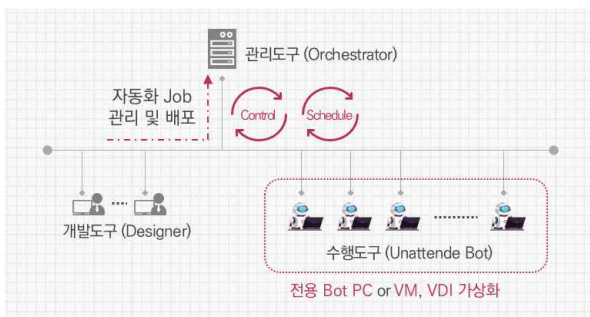 관리도구 (Orchestrator)
자동화 Job
관리 및 배포
Control
Schedule
개발도구 (Designer)
수행도구 (Unattende Bot)
전용 Bot PC or VM, VDI 가상화